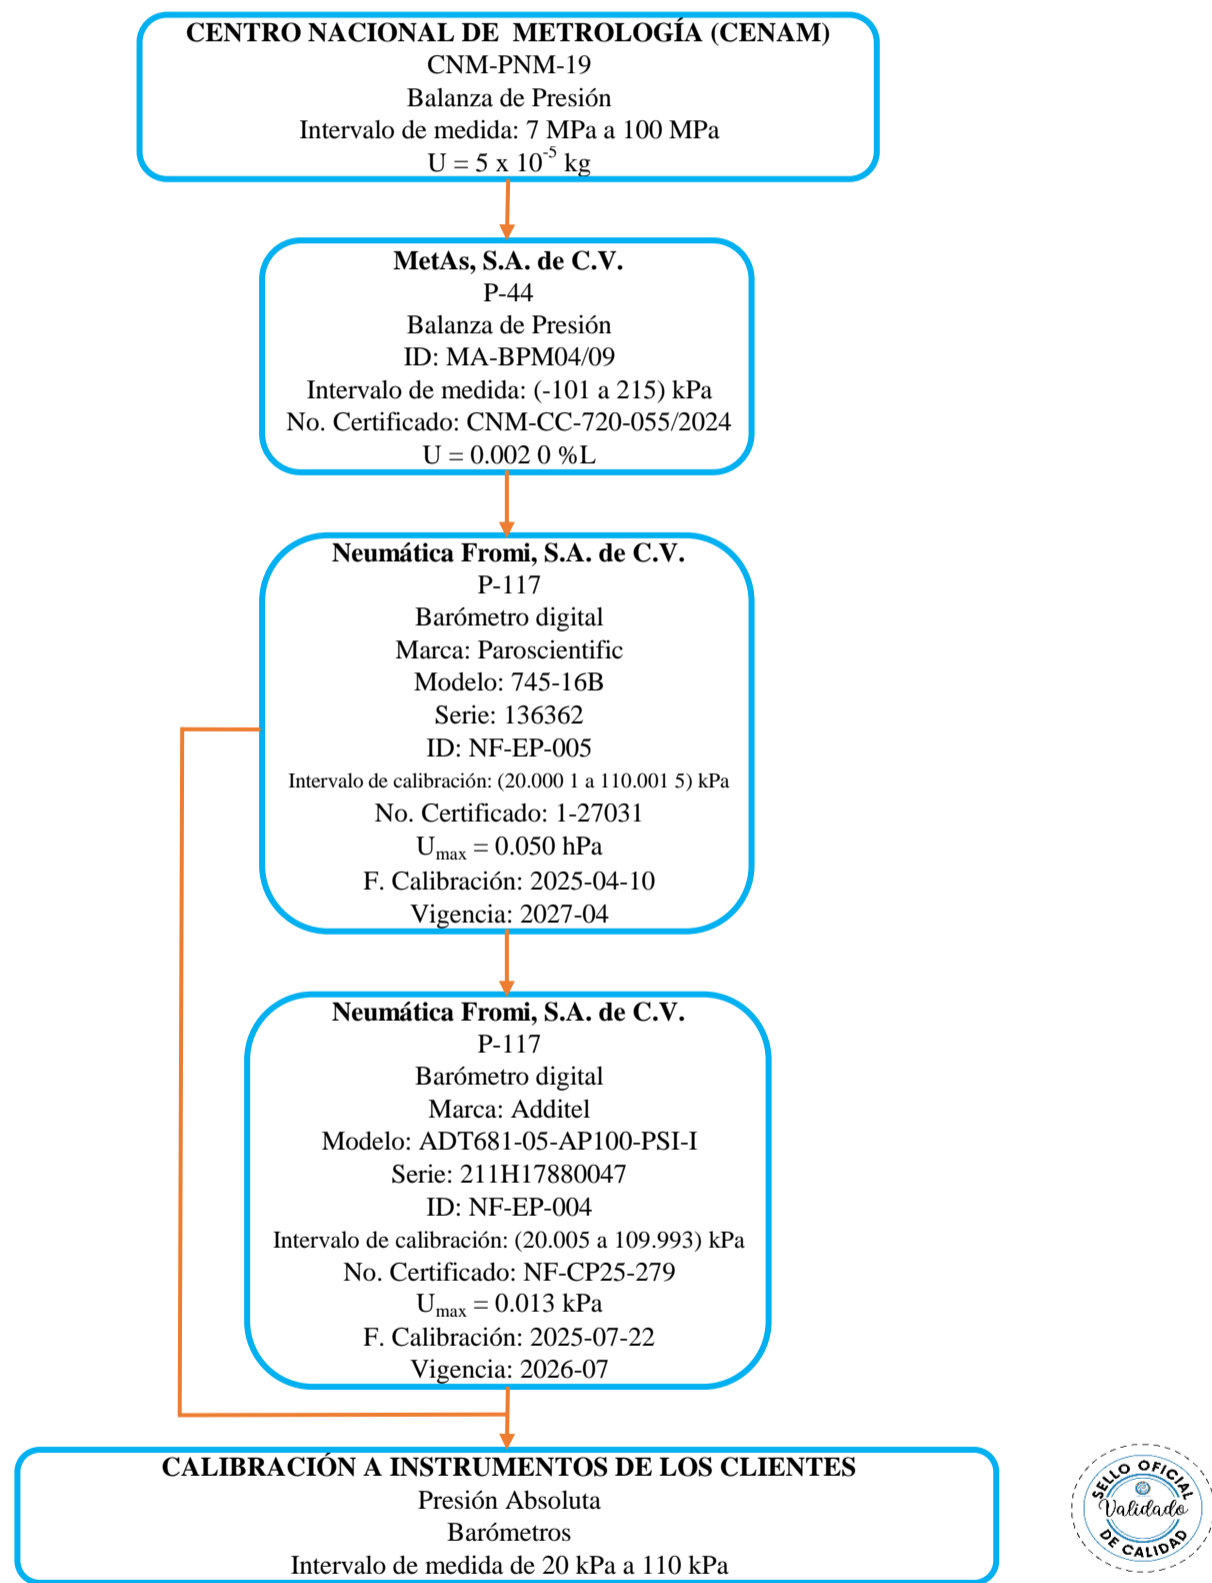 CENTRO NACIONAL DE METROLOGÍA (CENAM)
CNM-PNM-19
Balanza de Presión
Intervalo de medida: 7 MPa a 100 MPa
U = 5 x 10⁻⁵ kg
MetAs, S.A. de C.V.
P-44
Balanza de Presión
ID: MA-BPM04/09
Intervalo de medida: (-101 a 215) kPa
No. Certificado: CNM-CC-720-055/2024
U = 0.002 0 %L
Neumática Fromi, S.A. de C.V.
P-117
Barómetro digital
Marca: Paroscientific
Modelo: 745-16B
Serie: 136362
ID: NF-EP-005
Intervalo de calibración: (20.000 1 a 110.001 5) kPa
No. Certificado: 1-27031
Umax = 0.050 hPa
F. Calibración: 2025-04-10
Vigencia: 2027-04
Neumática Fromi, S.A. de C.V.
P-117
Barómetro digital
Marca: Additel
Modelo: ADT681-05-AP100-PSI-I
Serie: 211H17880047
ID: NF-EP-004
Intervalo de calibración: (20.005 a 109.993) kPa
No. Certificado: NF-CP25-279
Umax = 0.013 kPa
F. Calibración: 2025-07-22
Vigencia: 2026-07
CALIBRACIÓN A INSTRUMENTOS DE LOS CLIENTES
Presión Absoluta
Barómetros
Intervalo de medida de 20 kPa a 110 kPa
SELLO OFICIAL
Validado
DE CALIDAD